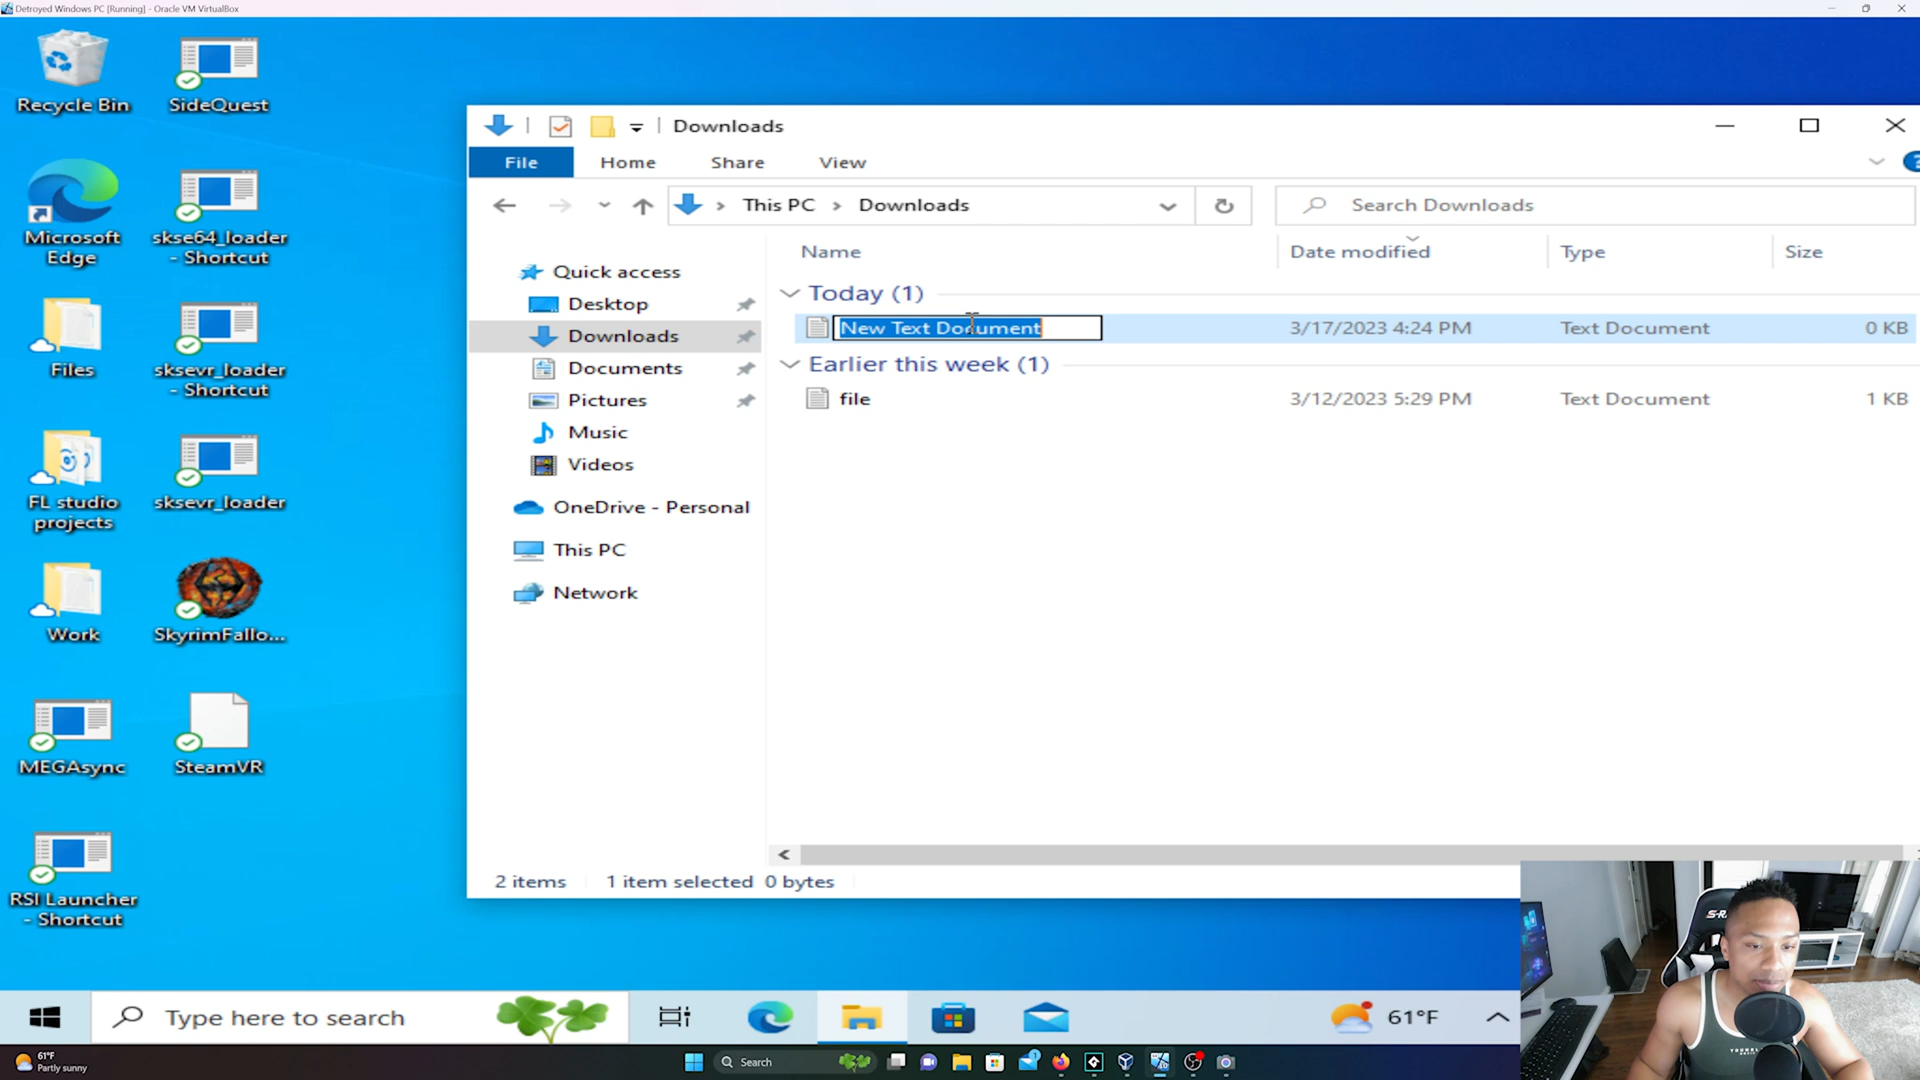 Detroyed Windows PC [Running] - Oracle VM VirtualBox
Recycle Bin
SideQuest
Microsoft
Edge
skse64_loader
- Shortcut
Files
sksevr_loader
- Shortcut
FL studio
projects
sksevr_loader
Work
SkyrimFallo...
MEGAsync
SteamVR
RSI Launcher
- Shortcut
Downloads
File
Home
Share
View
This PC
Downloads
Search Downloads
Name
Date modified
Type
Size
Quick access
Desktop
Downloads
Documents
Pictures
Music
Videos
OneDrive - Personal
This PC
Network
Today (1)
New Text Document
3/17/2023 4:24 PM
Text Document
0 KB
Earlier this week (1)
file
3/12/2023 5:29 PM
Text Document
1 KB
2 items
1 item selected 0 bytes
Type here to search
61°F
61°F
Partly sunny
Search